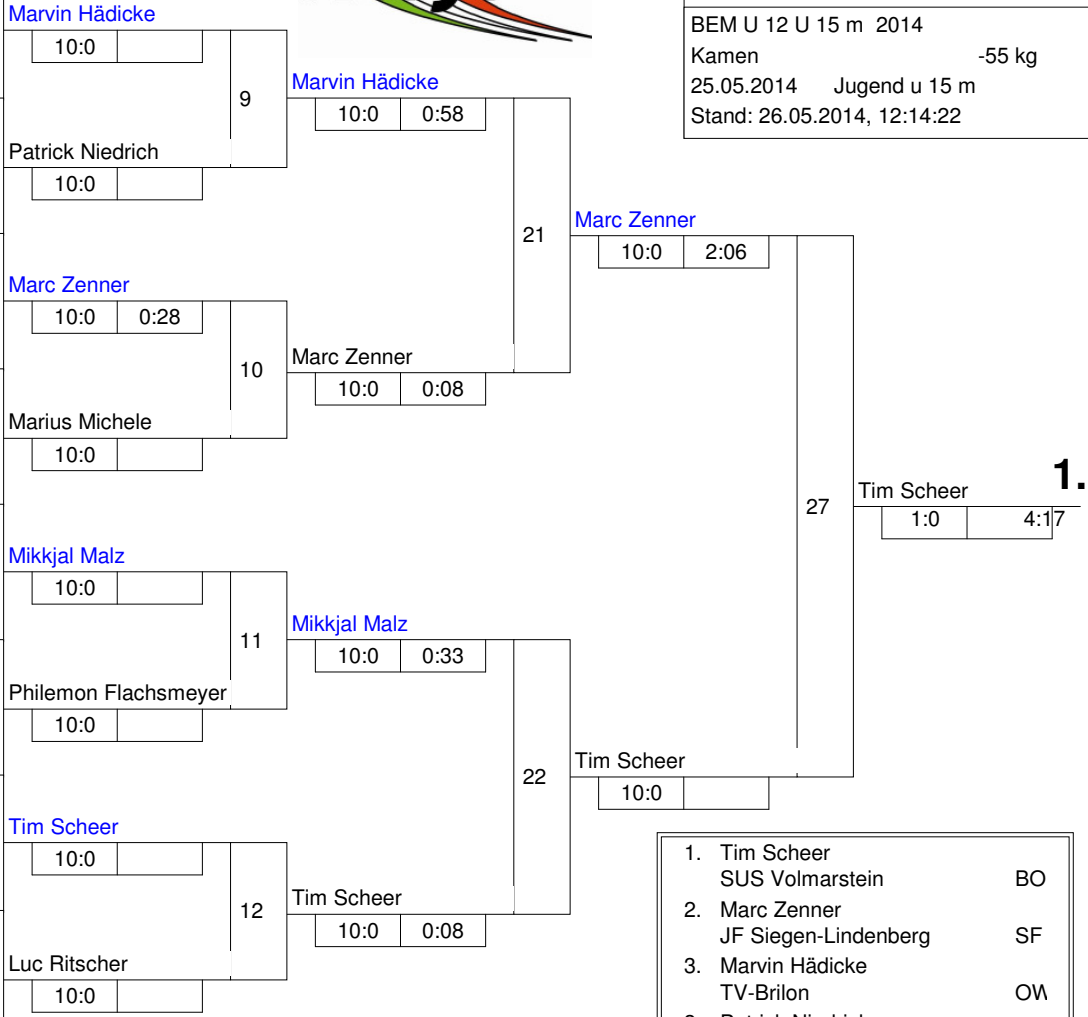 BEM U 12 U 15 m 2014
Kamen -55 kg
25.05.2014 Jugend u 15 m
Stand: 26.05.2014, 12:14:22
Marvin Hädicke
10:0
9
Patrick Niedrich
10:0
Marc Zenner
10:0 0:28
10
Marius Michele
10:0
Mikkjal Malz
10:0
11
Philemon Flachsmeyer
10:0
Tim Scheer
10:0
12
Luc Ritscher
10:0
Marvin Hädicke
10:0 0:58
21
Marc Zenner
10:0 0:08
Mikkjal Malz
10:0 0:33
22
Tim Scheer
10:0 0:08
Marc Zenner
10:0 2:06
27
Tim Scheer
10:0
Tim Scheer 1.
1:0 4:17
1. Tim Scheer
SUS Volmarstein BO
2. Marc Zenner
JF Siegen-Lindenberg SF
3. Marvin Hädicke
TV-Brilon OW